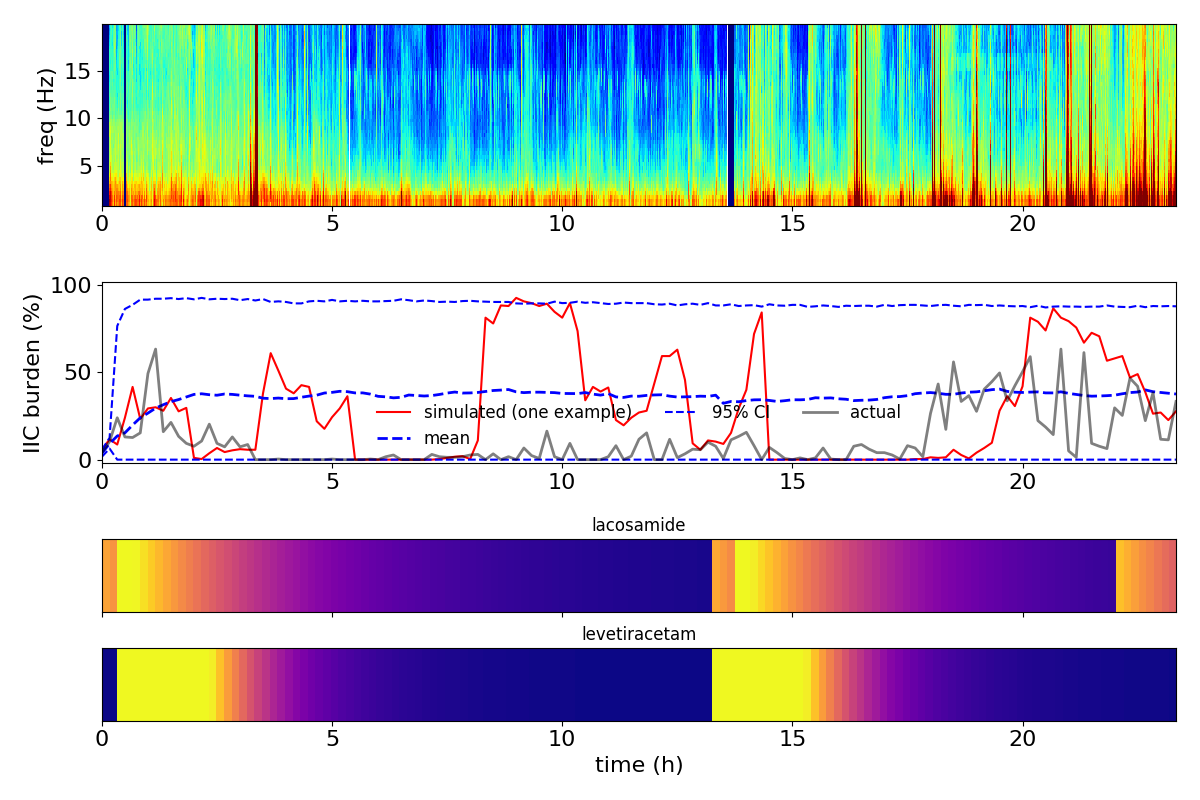 freq (Hz)
15
10
5
0 5 10 15 20
IIC burden (%)
100
50
0
simulated (one example) 95% CI actual
mean
0 5 10 15 20
lacosamide
levetiracetam
0 5 10 15 20
time (h)